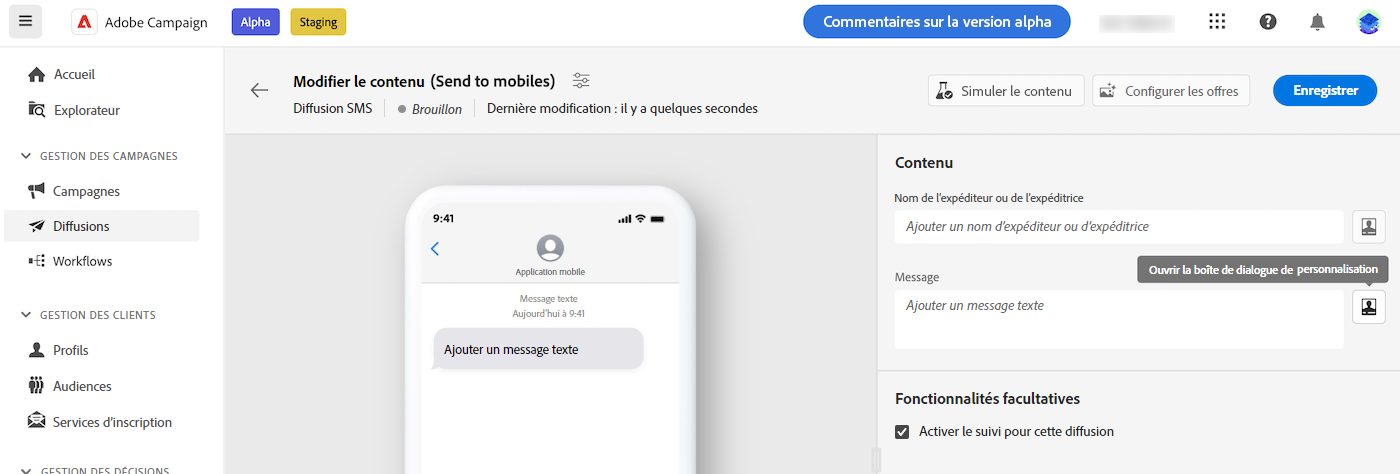 Adobe Campaign
Alpha
Staging
Commentaires sur la version alpha
Accueil
Explorateur
GESTION DES CAMPAGNES
Campagnes
Diffusions
Workflows
GESTION DES CLIENTS
Profils
Audiences
Services d'inscription
GESTION DES DÉCISIONS
Modifier le contenu (Send to mobiles)
Diffusion SMS
Brouillon
Dernière modification : il y a quelques secondes
Simuler le contenu
Configurer les offres
Enregistrer
9:41
Application mobile
Message texte
Aujourd'hui à 9:41
Ajouter un message texte
Contenu
Nom de l'expéditeur ou de l'expéditrice
Ajouter un nom d'expéditeur ou d'expéditrice
Ouvrir la boîte de dialogue de personnalisation
Message
Ajouter un message texte
Fonctionnalités facultatives
Activer le suivi pour cette diffusion